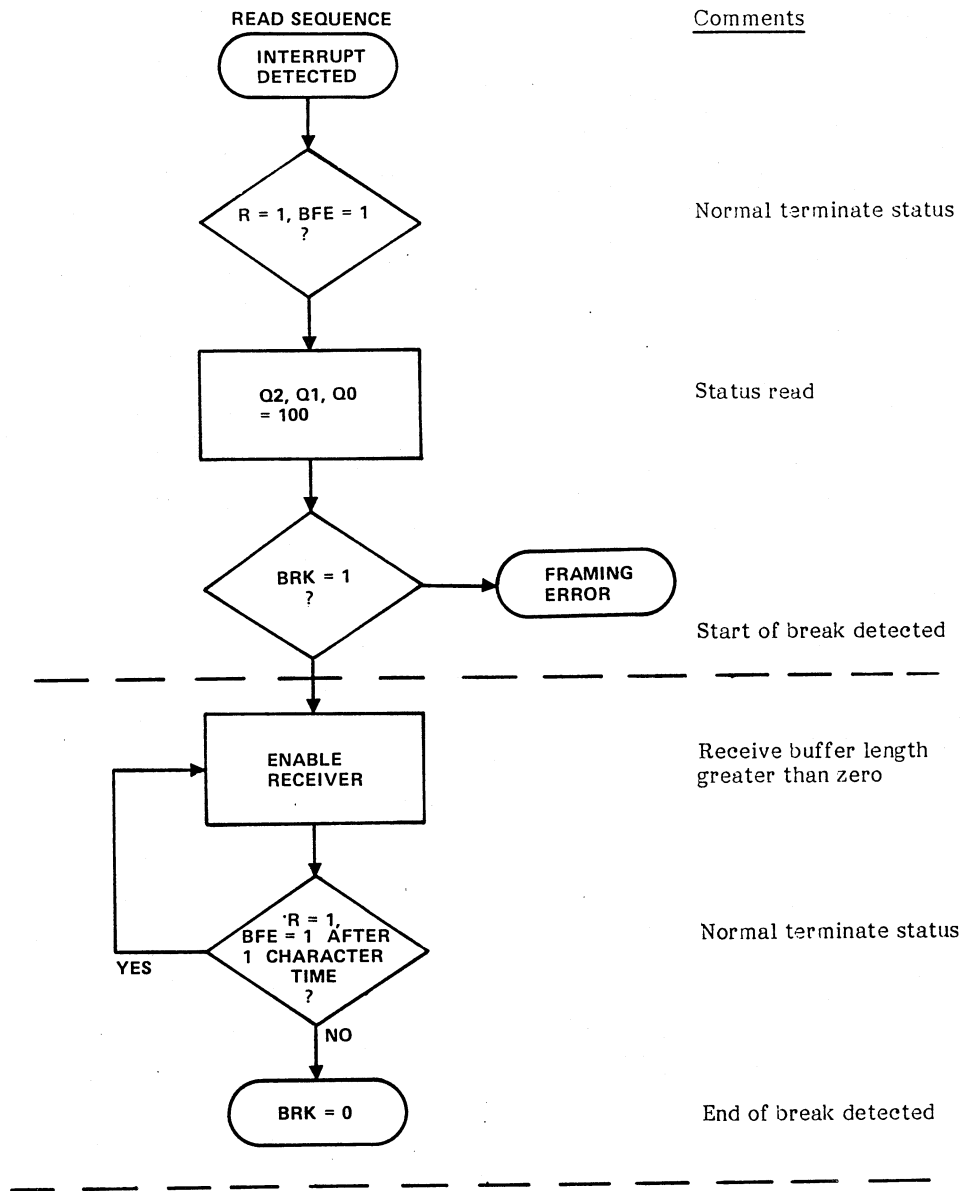 READ SEQUENCE
Comments
INTERRUPT
DETECTED
R = 1, BFE = 1
?
Normal terminate status
Q2, Q1, Q0
= 100
Status read
BRK = 1
?
FRAMING
ERROR
Start of break detected
ENABLE
RECEIVER
Receive buffer length
greater than zero
R = 1,
BFE = 1 AFTER
1 CHARACTER
TIME
?
Normal terminate status
YES
NO
BRK = 0
End of break detected